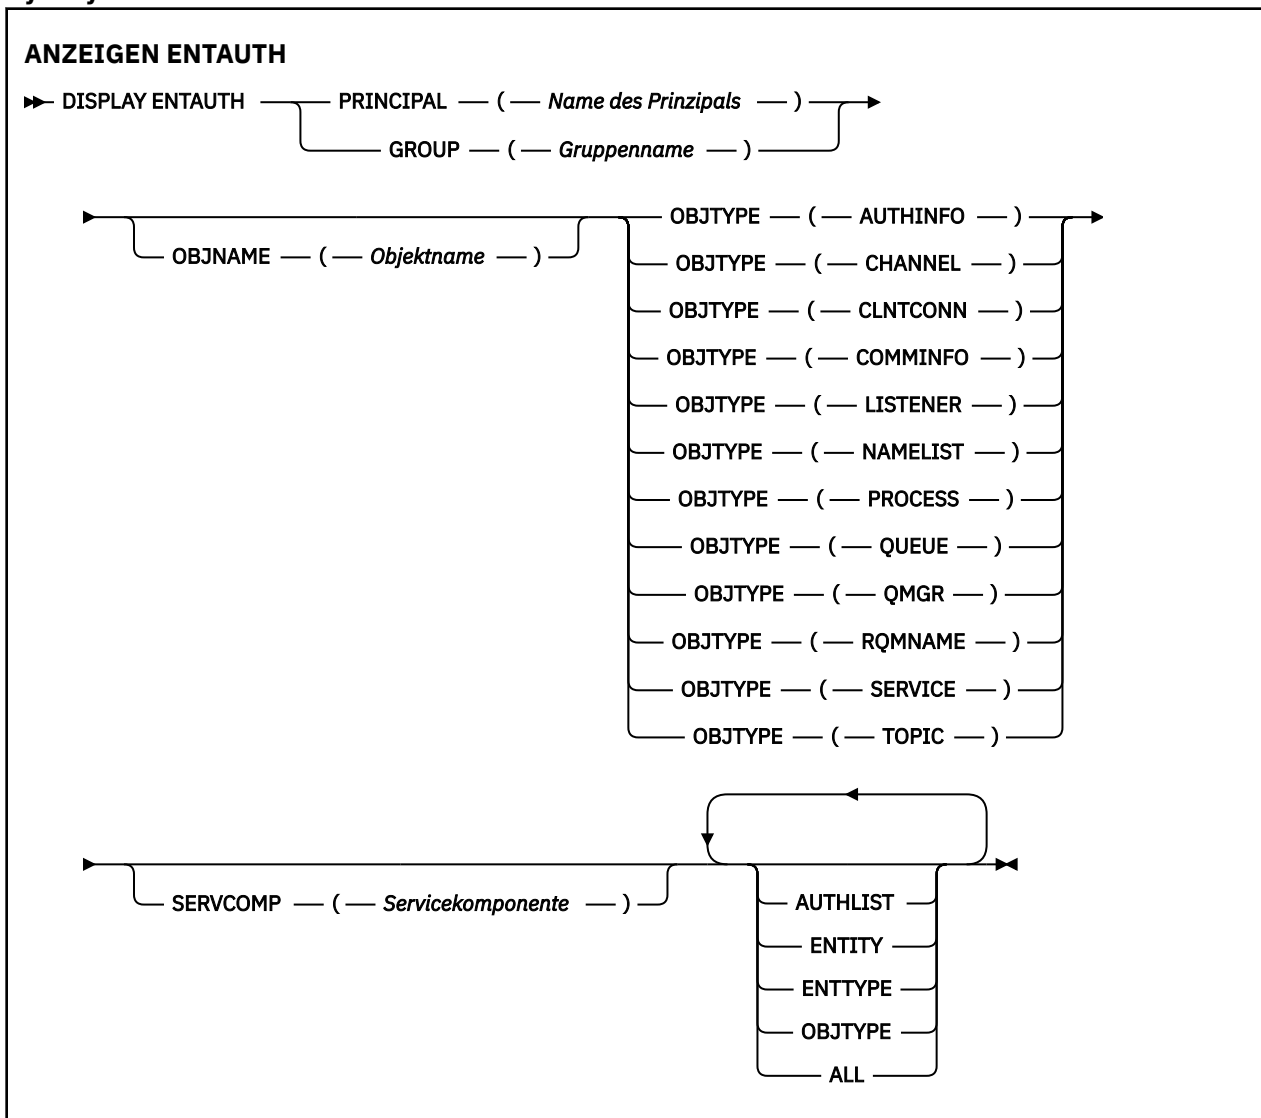 ANZEIGEN ENTAUTH
DISPLAY ENTAUTH PRINCIPAL ( Name des Prinzipals )
GROUP ( Gruppenname )
OBJTYPE ( AUTHINFO )
OBJNAME ( Objektname )
OBJTYPE ( CHANNEL )
OBJTYPE ( CLNTCONN )
OBJTYPE ( COMMINFO )
OBJTYPE ( LISTENER )
OBJTYPE ( NAMELIST )
OBJTYPE ( PROCESS )
OBJTYPE ( QUEUE )
OBJTYPE ( QMGR )
OBJTYPE ( RQMNAME )
OBJTYPE ( SERVICE )
OBJTYPE ( TOPIC )
SERVCOMP ( Servicekomponente )
AUTHLIST
ENTITY
ENTTYPE
OBJTYPE
ALL